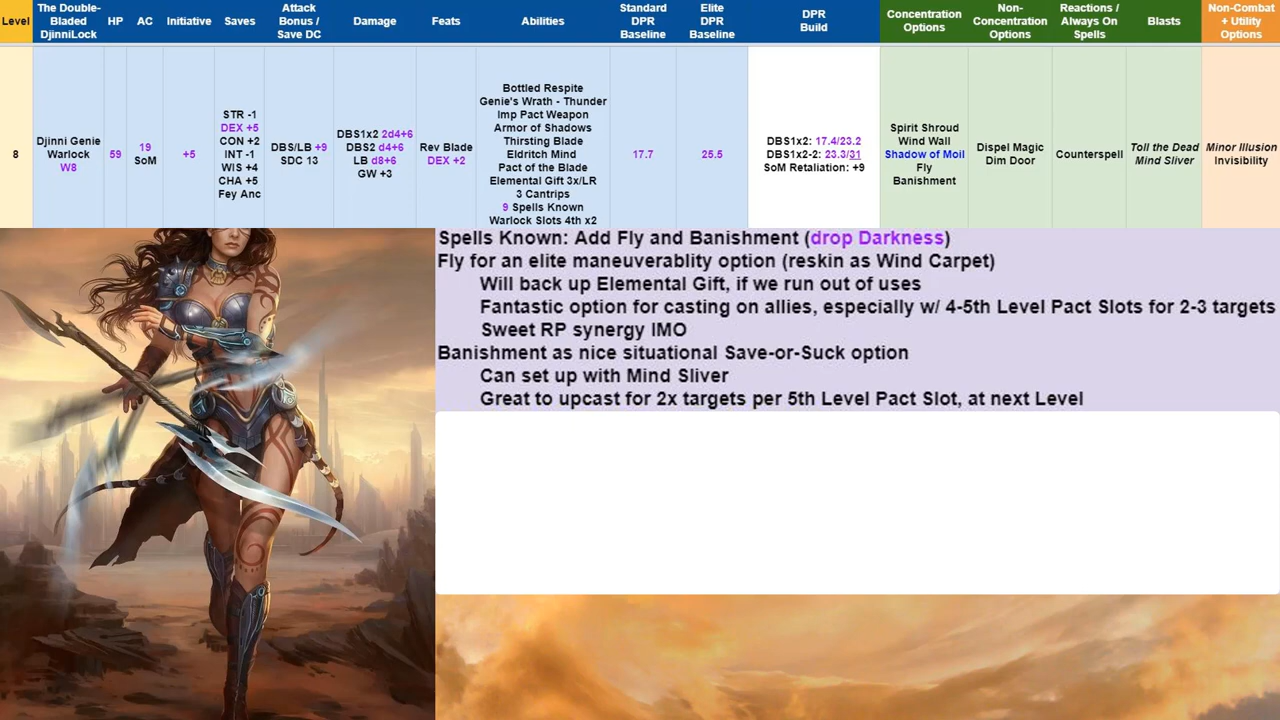 Level
The Double-
Bladed
DjinniLock
HP
AC
Initiative
Saves
Attack
Bonus /
Save DC
Damage
Feats
Abilities
Standard
DPR
Baseline
Elite
DPR
Baseline
DPR
Build
Concentration
Options
Non-
Concentration
Options
Reactions /
Always On
Spells
Blasts
Non-Combat
+ Utility
Options
8
Djinni Genie
Warlock
W8
59
19
SoM
+5
STR -1
DEX +5
CON +2
INT -1
WIS +4
CHA +5
Fey Anc
DBS/LB +9
SDC 13
DBS1x2 2d4+6
DBS2 d4+6
LB d8+6
GW +3
Rev Blade
DEX +2
Bottled Respite
Genie's Wrath - Thunder
Imp Pact Weapon
Armor of Shadows
Thirsting Blade
Eldritch Mind
Pact of the Blade
Elemental Gift 3x/LR
3 Cantrips
9 Spells Known
Warlock Slots 4th x2
17.7
25.5
DBS1x2: 17.4/23.2
DBS1x2-2: 23.3/31
SoM Retaliation: +9
Spirit Shroud
Wind Wall
Shadow of Moil
Fly
Banishment
Dispel Magic
Dim Door
Counterspell
Toll the Dead
Mind Sliver
Minor Illusion
Invisibility
Spells Known: Add Fly and Banishment (drop Darkness)
Fly for an elite maneuverablity option (reskin as Wind Carpet)
Will back up Elemental Gift, if we run out of uses
Fantastic option for casting on allies, especially w/ 4-5th Level Pact Slots for 2-3 targets
Sweet RP synergy IMO
Banishment as nice situational Save-or-Suck option
Can set up with Mind Sliver
Great to upcast for 2x targets per 5th Level Pact Slot, at next Level